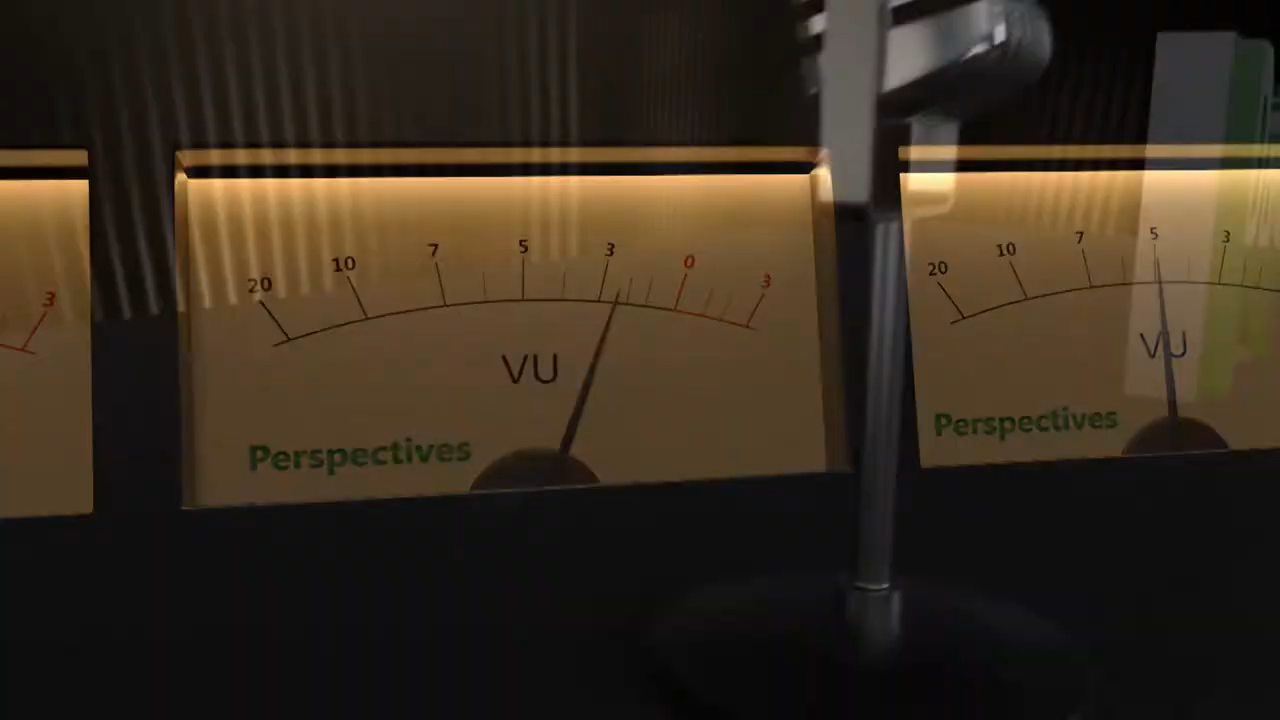 3
20 10 7 5 3 0 3
VU
Perspectives
20 10 7 5 3
VU
Perspectives